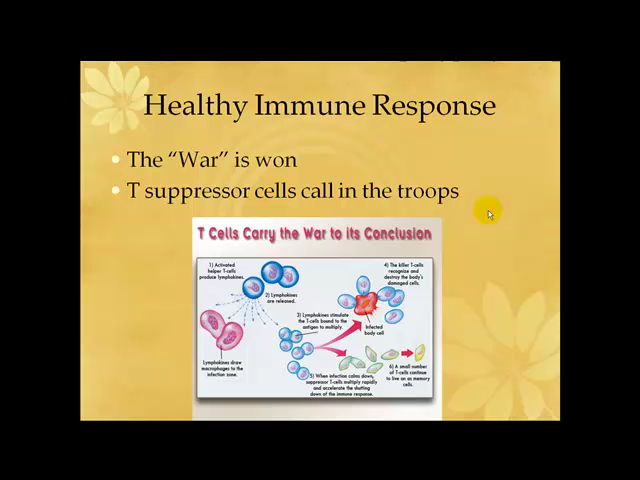 Healthy Immune Response
The “War” is won
T suppressor cells call in the troops
T Cells Carry the War to its Conclusion
1) Activated
helper T-cells
produce lymphokines.
2) Lymphokines
are released.
Lymphokines draw
macrophages to the
infection zone.
3) Lymphokines stimulate
the T-cells bound to the
antigen to multiply.
4) The killer T-cells
recognize and
destroy the body's
damaged cells.
Infected
body cell
5) When infection calms down,
suppressor T-cells multiply rapidly
and accelerate the shutting
down of the immune response.
6) A small number
of T-cells continue
to live on as memory
cells.